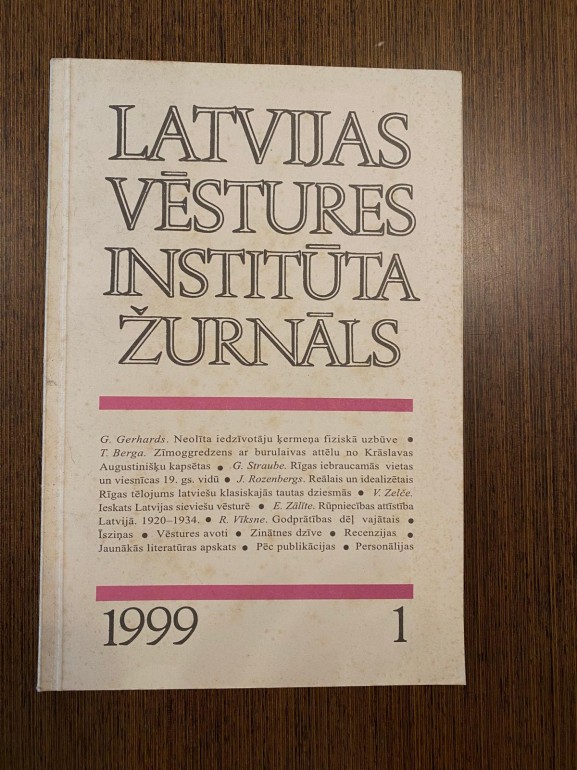 LATVIJAS
VĒSTURES
INSTITŪTA
ŽURNĀLS
G. Gerhards. Neolīta iedzīvotāju ķermeņa fiziskā uzbūve ●
T. Berga. Zīmoggredzens ar burulaivas attēlu no Krāslavas
Augustinišķu kapsētas ● G. Straube. Rīgas iebraucamās vietas
un viesnīcas 19. gs. vidū ● J. Rozenbergs. Reālais un idealizētais
Rīgas tēlojums latviešu klasiskajās tautas dziesmās ● V. Zelče.
Ieskats Latvijas sieviešu vēsturē ● E. Zālīte. Rūpniecības attīstība
Latvijā. 1920–1934. ● R. Vīksne. Godprātības dēļ vajātais ●
Īsziņas ● Vēstures avoti ● Zinātnes dzīve ● Recenzijas ●
Jaunākās literatūras apskats ● Pēc publikācijas ● Personālijas
1999 1